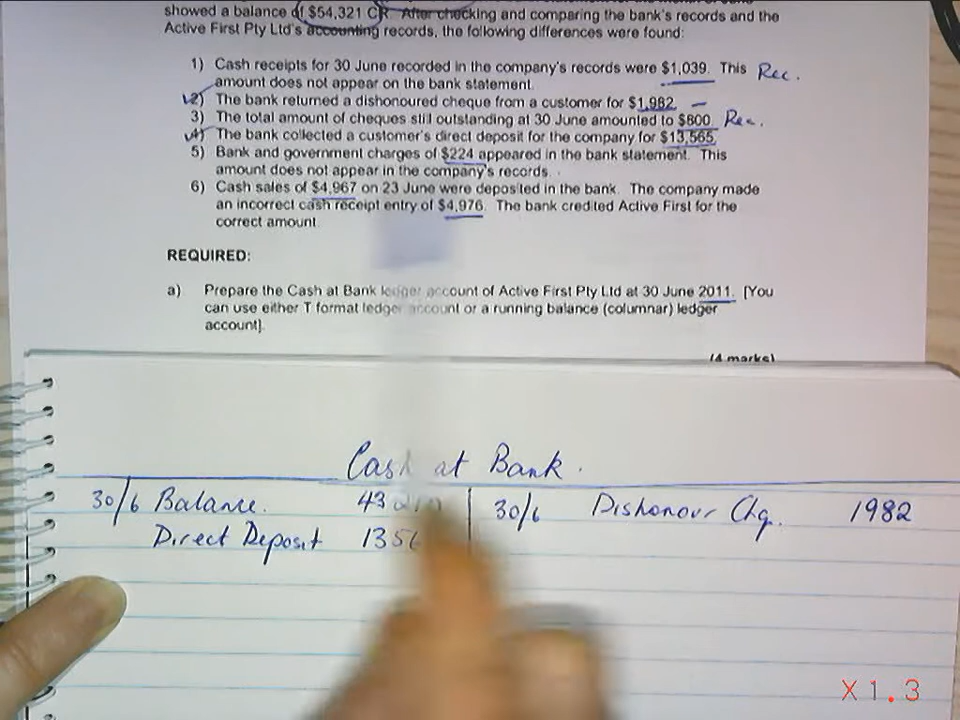 showed a balance of $54,321 CR. After checking and comparing the bank's records and the
Active First Pty Ltd's accounting records, the following differences were found:
1) Cash receipts for 30 June recorded in the company's records were $1,039. This Rec.
amount does not appear on the bank statement.
2) The bank returned a dishonoured cheque from a customer for $1,982
3) The total amount of cheques still outstanding at 30 June amounted to $800. Rec.
4) The bank collected a customer's direct deposit for the company for $13,565.
5) Bank and government charges of $224 appeared in the bank statement. This
amount does not appear in the company's records.
6) Cash sales of $4,967 on 23 June were deposited in the bank. The company made
an incorrect cash receipt entry of $4,976. The bank credited Active First for the
correct amount.
REQUIRED:
a) Prepare the Cash at Bank ledger account of Active First Pty Ltd at 30 June 2011. [You
can use either T format ledger account or a running balance (columnar) ledger
account].
(4 marks)
Cash at Bank.
30/6 Balance. 30/6 Dishonour Chq. 1982
Direct Deposit
X1.3